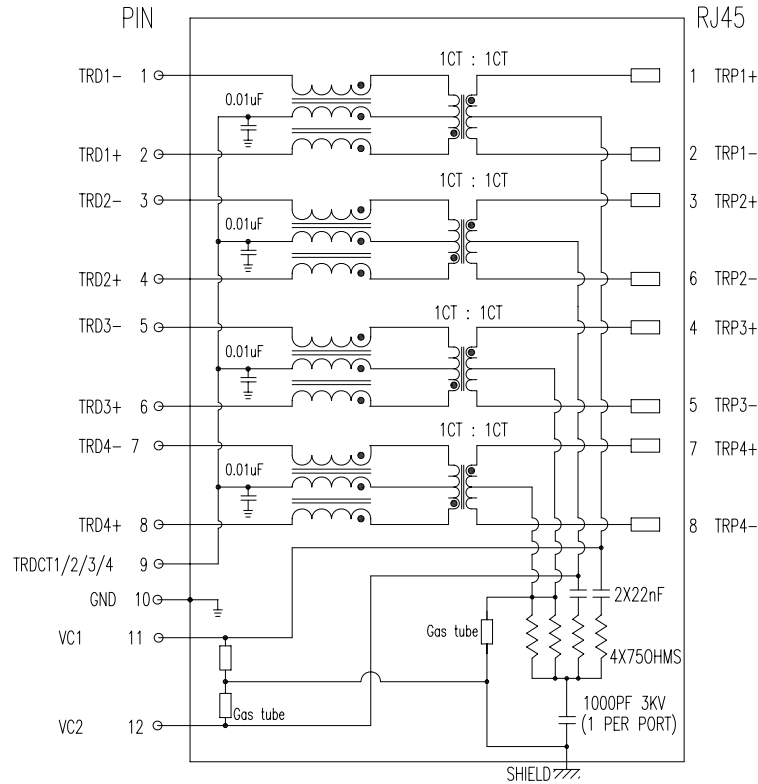 PIN RJ45
1CT : 1CT
TRD1- 1 1 TRP1+
0.01uF
TRD1+ 2 2 TRP1-
1CT : 1CT
TRD2- 3 3 TRP2+
0.01uF
TRD2+ 4 6 TRP2-
1CT : 1CT
TRD3- 5 4 TRP3+
0.01uF
TRD3+ 6 5 TRP3-
1CT : 1CT
TRD4- 7 7 TRP4+
0.01uF
TRD4+ 8 8 TRP4-
TRDCT1/2/3/4 9
GND 10 2X22nF
VC1 11 Gas tube
4X75OHMS
Gas tube 1000PF 3KV
VC2 12 (1 PER PORT)
SHIELD